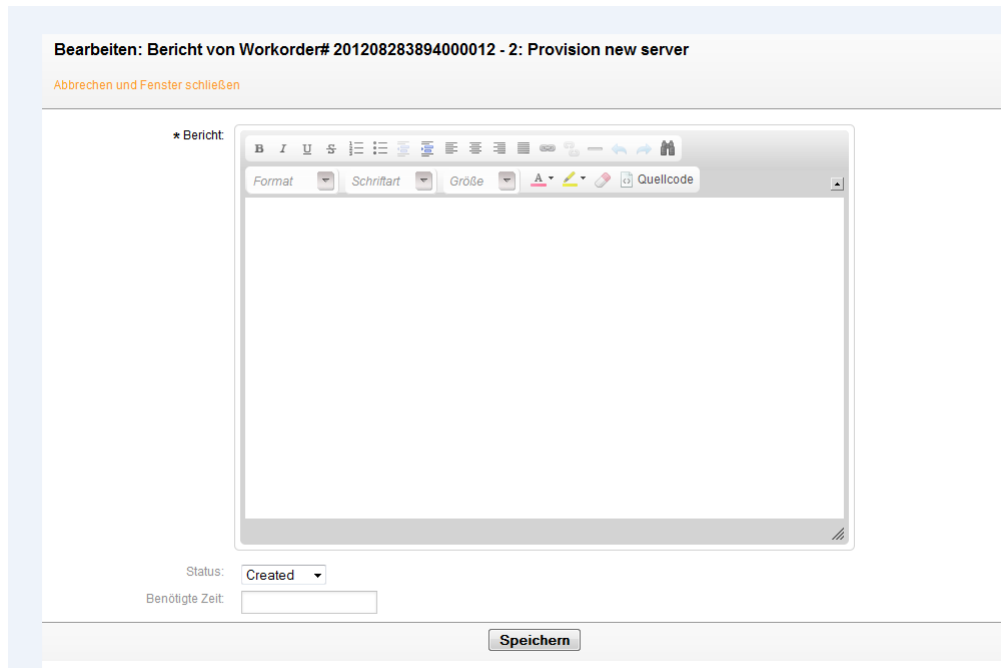 Bearbeiten: Bericht von Workorder# 201208283894000012 - 2: Provision new server
Abbrechen und Fenster schließen
* Bericht:
B I U S
Format Schriftart Größe A Quellcode
Status: Created
Benötigte Zeit:
Speichern